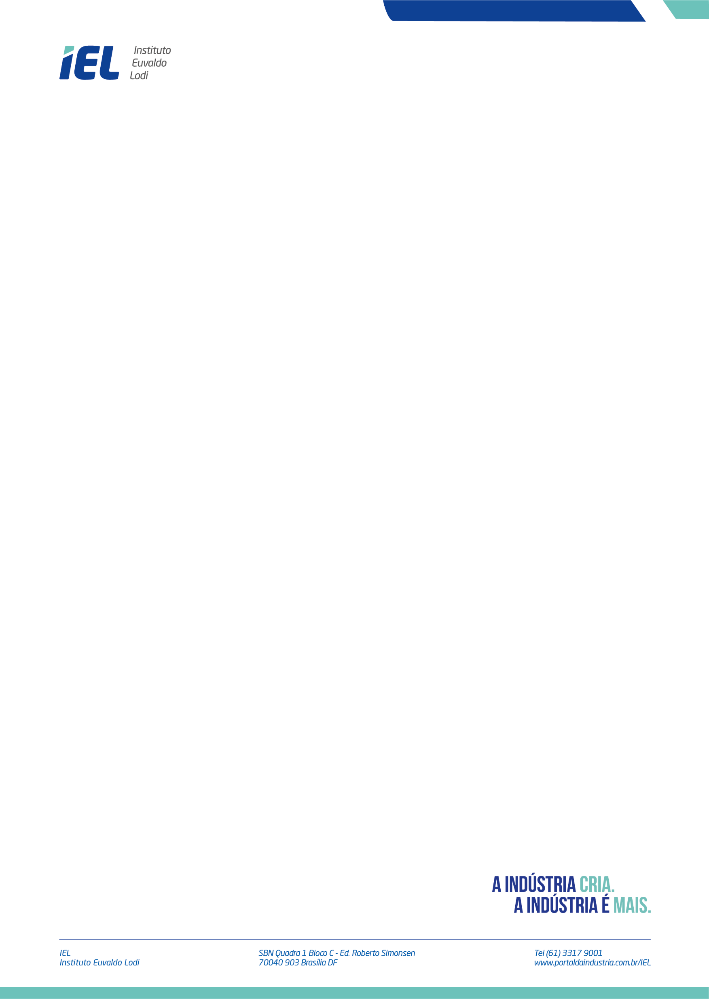 iEL
Instituto
Euvaldo
Lodi
A INDÚSTRIA CRIA.
A INDÚSTRIA É MAIS.
IEL
Instituto Euvaldo Lodi
SBN Quadra 1 Bloco C - Ed. Roberto Simonsen
70040 903 Brasília DF
Tel (61) 3317 9001
www.portaldaindustria.com.br/IEL